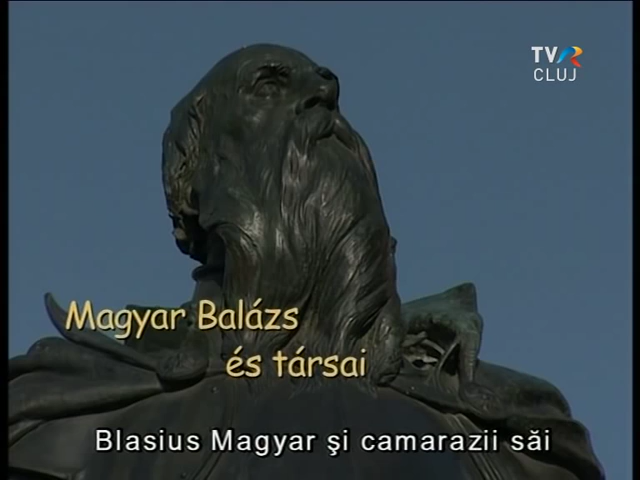 TVR
CLUJ
Magyar Balázs
és társai
Blasius Magyar şi camarazii săi